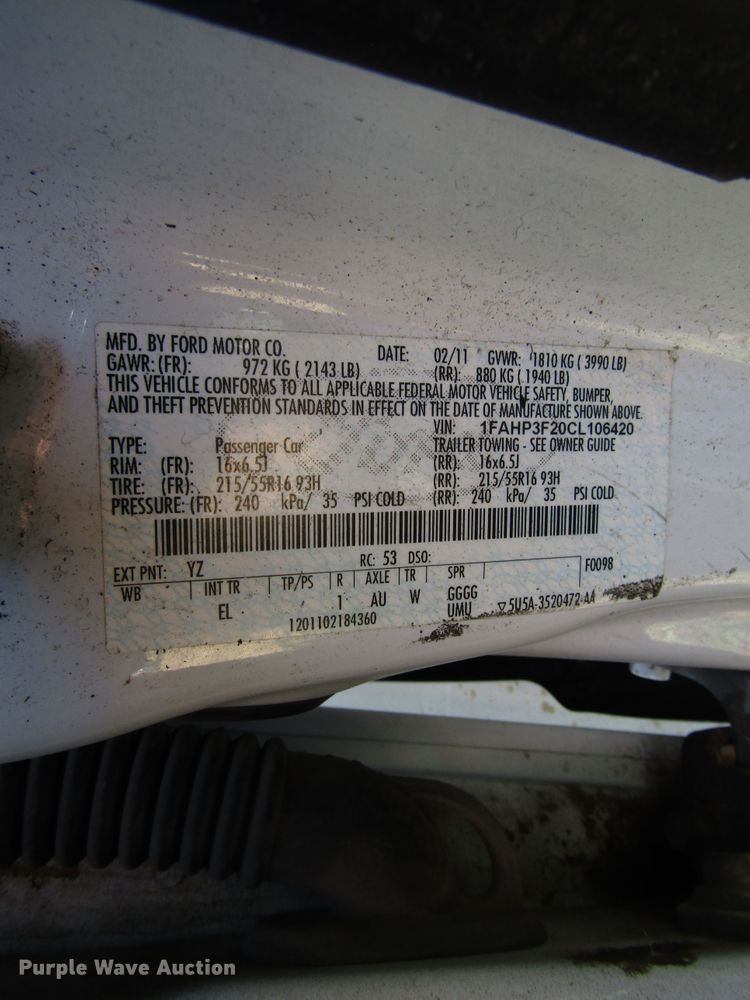 MFD. BY FORD MOTOR CO. DATE: 02/11 GVWR: 1810 KG ( 3990 LB)
GAWR: (FR): 972 KG ( 2143 LB) (RR): 880 KG ( 1940 LB)
THIS VEHICLE CONFORMS TO ALL APPLICABLE FEDERAL MOTOR VEHICLE SAFETY, BUMPER,
AND THEFT PREVENTION STANDARDS IN EFFECT ON THE DATE OF MANUFACTURE SHOWN ABOVE.
VIN: 1FAHP3F20CL106420
TYPE: Passenger Car TRAILER TOWING - SEE OWNER GUIDE
RIM: (FR): 16x6.5J (RR): 16x6.5J
TIRE: (FR): 215/55R16 93H (RR): 215/55R16 93H
PRESSURE: (FR): 240 kPa/ 35 PSI COLD (RR): 240 kPa/ 35 PSI COLD
EXT PNT: YZ RC: 53 DSO: F0098
WB INT TR TP/PS R AXLE TR SPR
EL 1 AU W GGGG
1201102184360 UMU ▽5U5A-3520472-AA
Purple Wave Auction